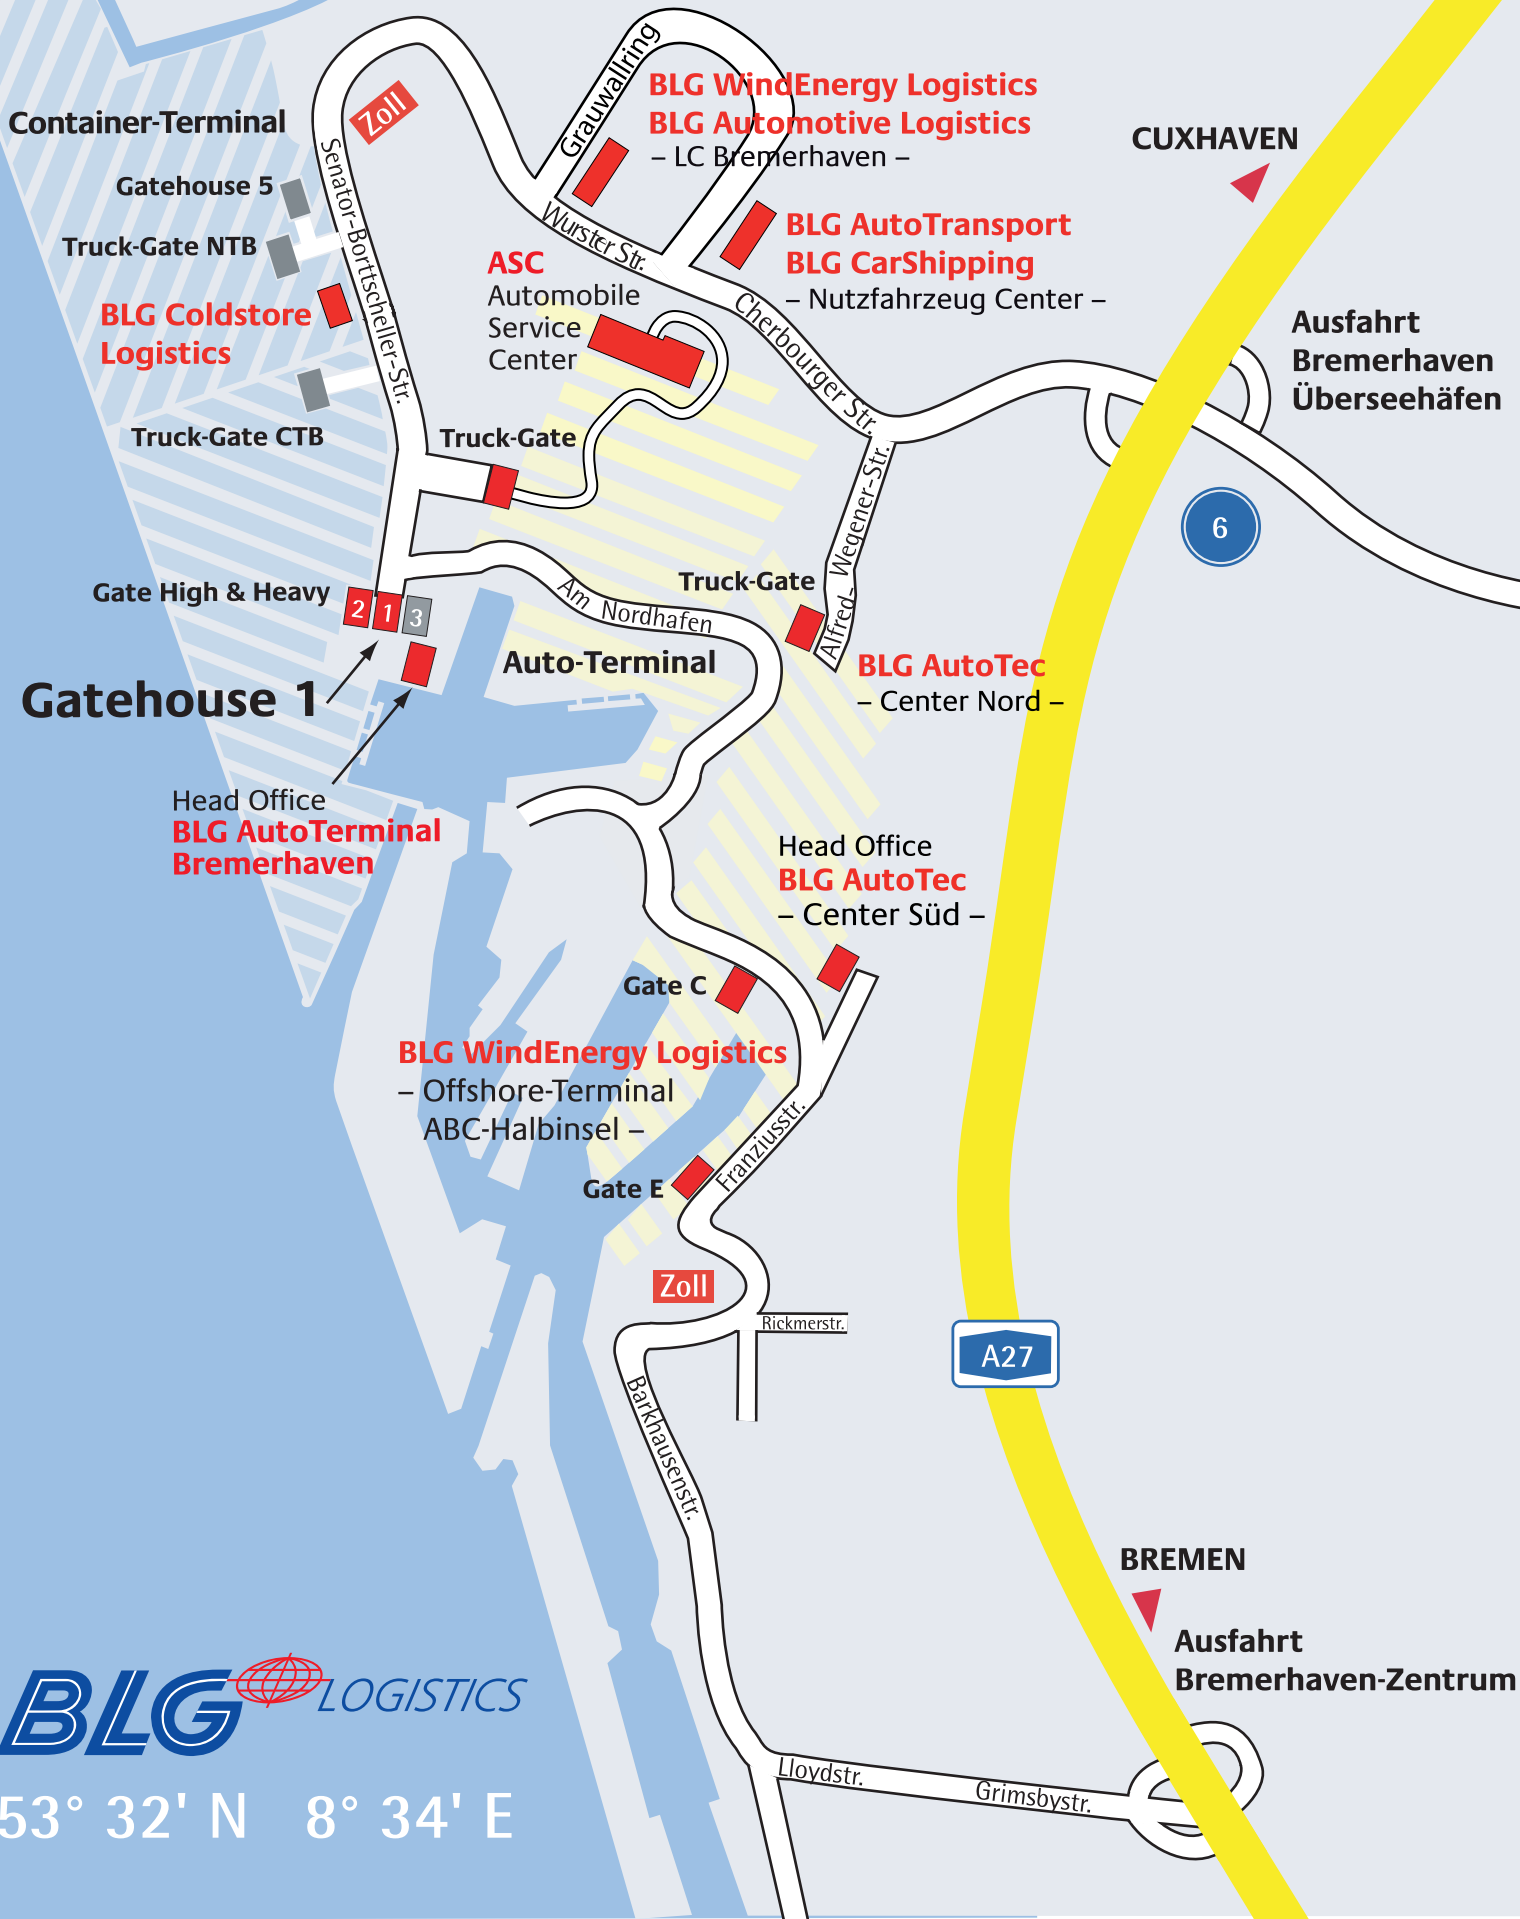 Grauwallring
BLG WindEnergy Logistics
BLG Automotive Logistics
– LC Bremerhaven –
Zoll
Container-Terminal
CUXHAVEN
Senator-Borttscheller-Str.
Gatehouse 5
Truck-Gate NTB
Wurster Str.
BLG AutoTransport
BLG CarShipping
– Nutzfahrzeug Center –
ASC
Automobile
Service
Center
BLG Coldstore
Logistics
Cherbourger Str.
Ausfahrt
Bremerhaven
Überseehäfen
Truck-Gate CTB
Truck-Gate
6
Alfred- Wegener-Str.
Truck-Gate
Gate High & Heavy
2
1
3
Am Nordhafen
Auto-Terminal
BLG AutoTec
– Center Nord –
Gatehouse 1
Head Office
BLG AutoTerminal
Bremerhaven
Head Office
BLG AutoTec
– Center Süd –
Gate C
BLG WindEnergy Logistics
– Offshore-Terminal
ABC-Halbinsel –
Franziusstr.
Gate E
Zoll
Rickmerstr.
A27
Barkhausenstr.
BREMEN
Ausfahrt
Bremerhaven-Zentrum
BLG LOGISTICS
Lloydstr.
Grimsbystr.
53° 32' N 8° 34' E